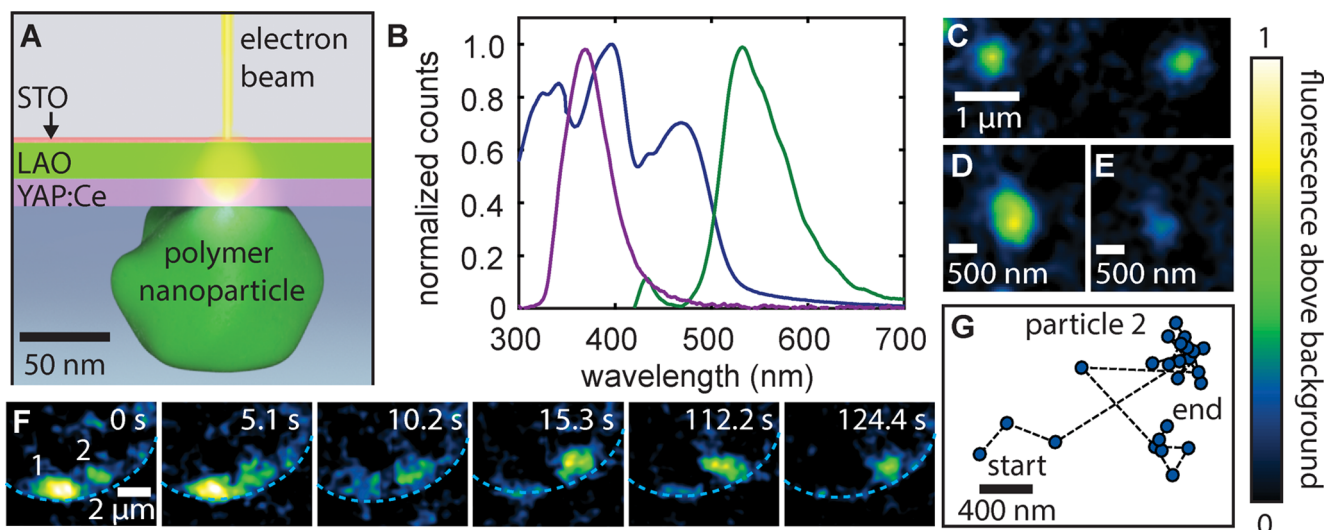 A
electron
beam
STO
LAO
YAP:Ce
polymer
nanoparticle
50 nm
B
normalized counts
1.0
0.8
0.6
0.4
0.2
0
300
400
500
600
700
wavelength (nm)
C
1 μm
D
500 nm
E
500 nm
F
0 s
1
2
2 μm
5.1 s
10.2 s
15.3 s
112.2 s
124.4 s
G
particle 2
end
start
400 nm
1
fluorescence above background
0